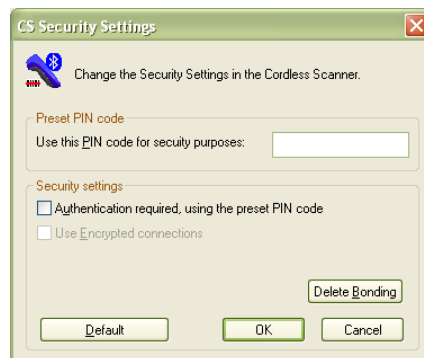 CS Security Settings
Change the Security Settings in the Cordless Scanner.
Preset PIN code
Use this PIN code for secuity purposes:
Security settings
Authentication required, using the preset PIN code
Use Encrypted connections
Delete Bonding
Default OK Cancel